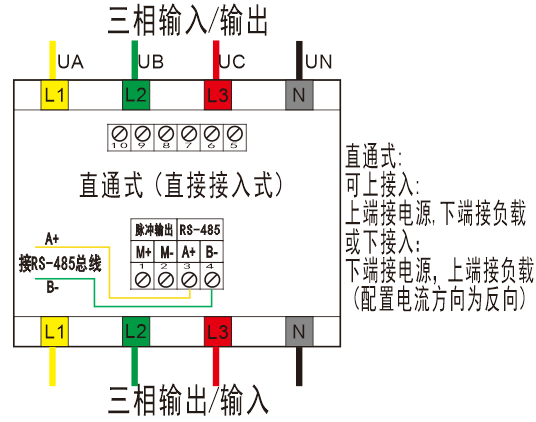 三相输入/输出
UA UB UC UN
L1 L2 L3 N
10 9 8 7 6 5
直通式（直接接入式）
脉冲输出 RS-485
M+ M- A+ B-
1 2 3 4
A+
接RS-485总线
B-
L1 L2 L3 N
三相输出/输入
直通式:
可上接入:
上端接电源.下端接负载
或下接入:
下端接电源，上端接负载
（配置电流方向为反向）